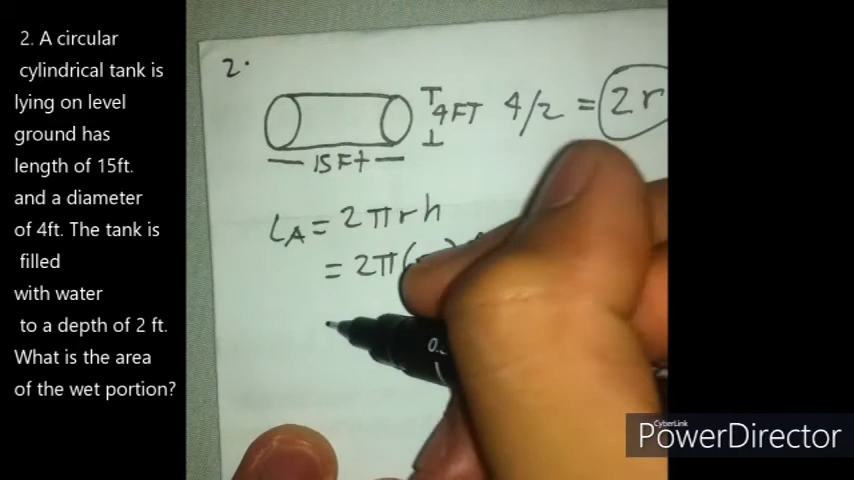 2. A circular
cylindrical tank is
lying on level
ground has
length of 15ft.
and a diameter
of 4ft. The tank is
filled
with water
to a depth of 2 ft.
What is the area
of the wet portion?
2.
4FT 4/2 = 2r
15Ft
LA = 2πrh
= 2π(
0.
CyberLink
PowerDirector